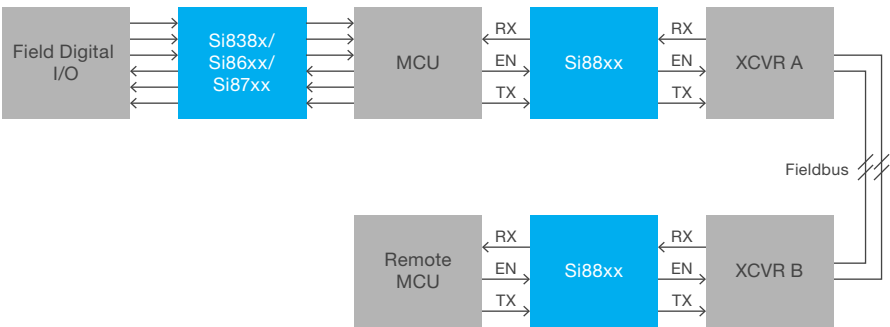 Field Digital
I/O
Si838x/
Si86xx/
Si87xx
MCU
RX
EN
TX
Si88xx
RX
EN
TX
XCVR A
Fieldbus
Remote
MCU
RX
EN
TX
Si88xx
RX
EN
TX
XCVR B